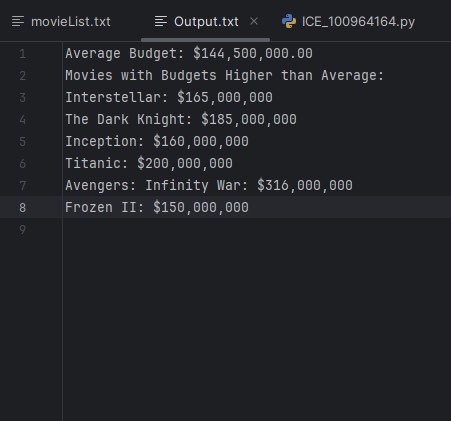 movieList.txt Output.txt × ICE_100964164.py
1 Average Budget: $144,500,000.00
2 Movies with Budgets Higher than Average:
3 Interstellar: $165,000,000
4 The Dark Knight: $185,000,000
5 Inception: $160,000,000
6 Titanic: $200,000,000
7 Avengers: Infinity War: $316,000,000
8 Frozen II: $150,000,000
9